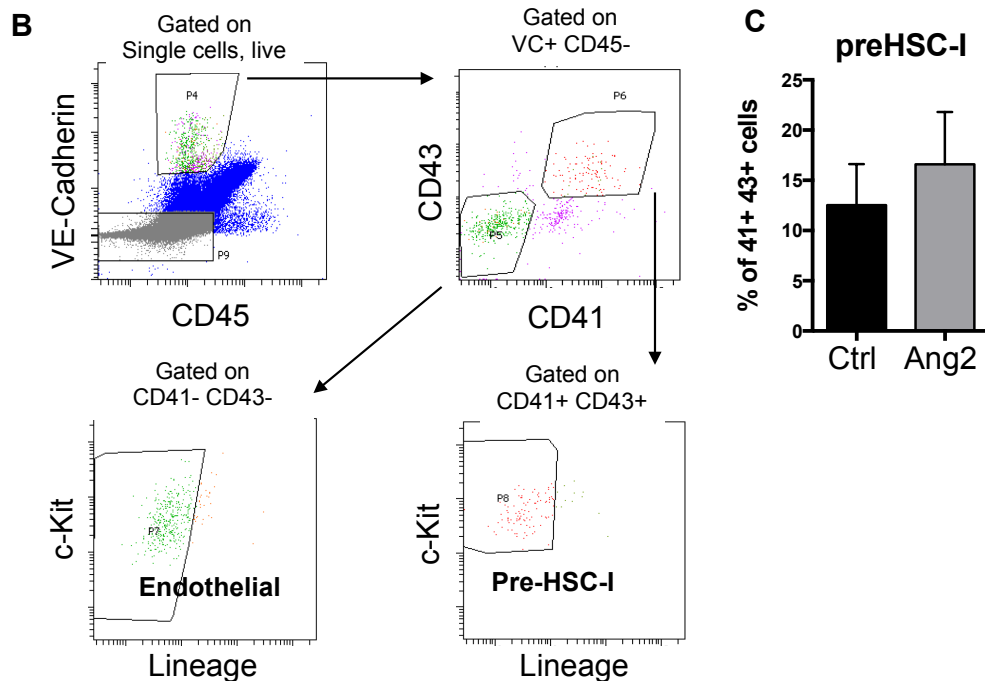 B
Gated on
Single cells, live
P4
P9
VE-Cadherin
CD45
Gated on
VC+ CD45-
P6
P5
CD43
CD41
Gated on
CD41- CD43-
P7
Endothelial
c-Kit
Lineage
Gated on
CD41+ CD43+
P8
Pre-HSC-I
c-Kit
Lineage
C
preHSC-I
% of 41+ 43+ cells
25
20
15
10
5
0
Ctrl
Ang2